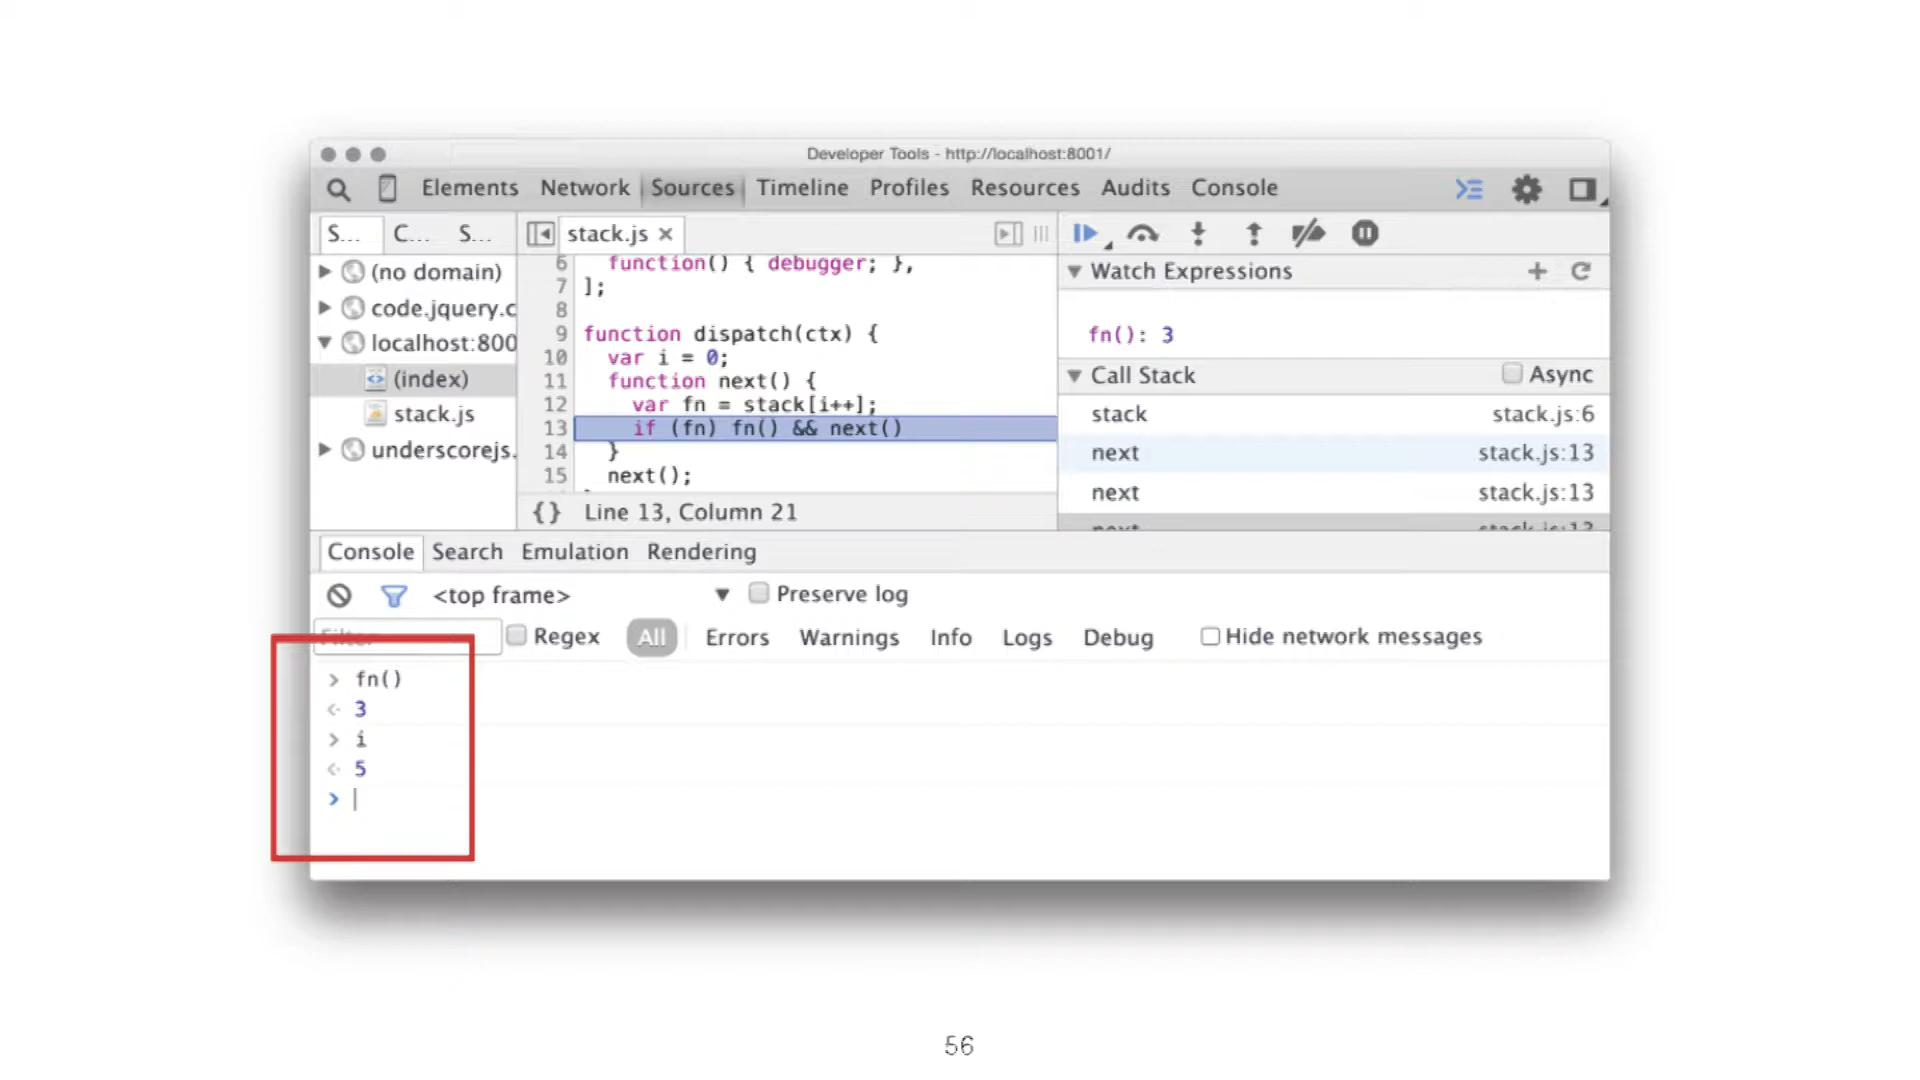 Developer Tools - http://localhost:8001/
Elements Network Sources Timeline Profiles Resources Audits Console
S... C... S... stack.js ×
(no domain)
code.jquery.c
localhost:800
(index)
stack.js
underscorejs.
6 function() { debugger; },
7 ];
8
9 function dispatch(ctx) {
10 var i = 0;
11 function next() {
12 var fn = stack[i++];
13 if (fn) fn() && next()
14 }
15 next();
{} Line 13, Column 21
Watch Expressions
fn(): 3
Call Stack Async
stack stack.js:6
next stack.js:13
next stack.js:13
next stack.js:13
Console Search Emulation Rendering
<top frame> Preserve log
Filter Regex All Errors Warnings Info Logs Debug Hide network messages
> fn()
3
> i
5
>
56